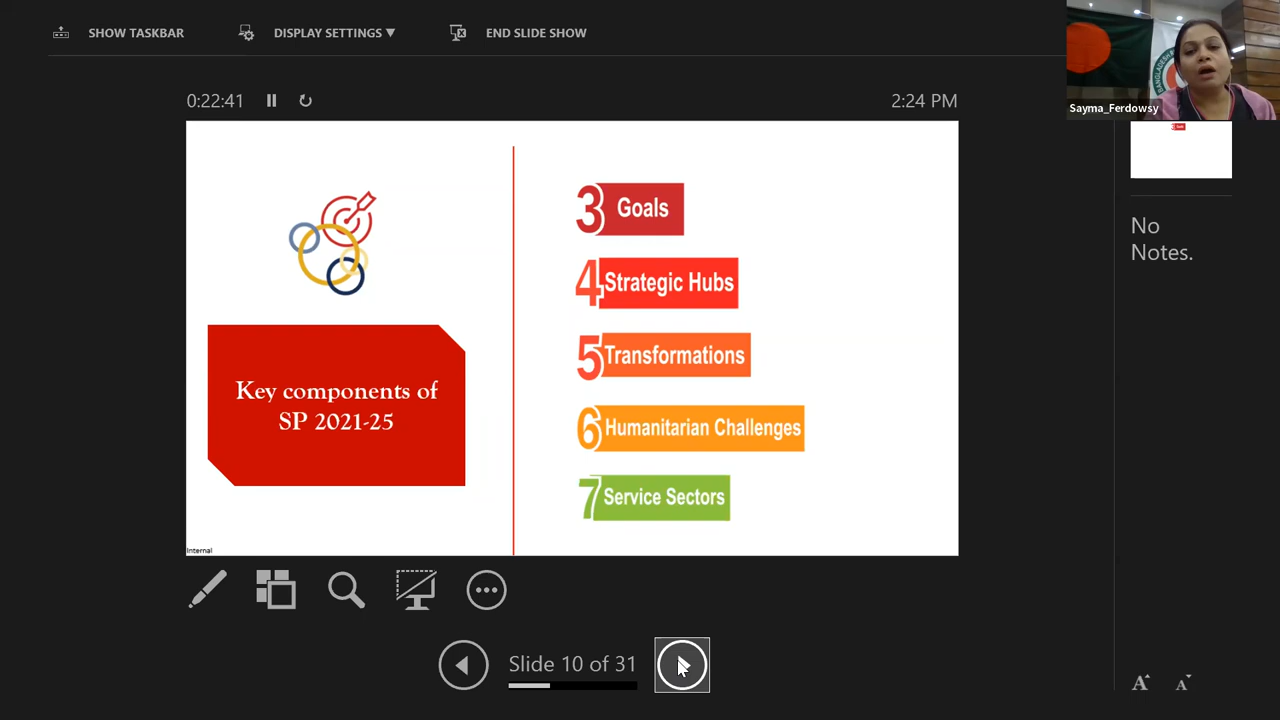 SHOW TASKBAR
DISPLAY SETTINGS ▼
END SLIDE SHOW
0:22:41
2:24 PM
Sayma_Ferdowsy
BANGLADESH
Key components of
SP 2021-25
3 Goals
4 Strategic Hubs
5 Transformations
6 Humanitarian Challenges
7 Service Sectors
Internal
No
Notes.
Slide 10 of 31
A A